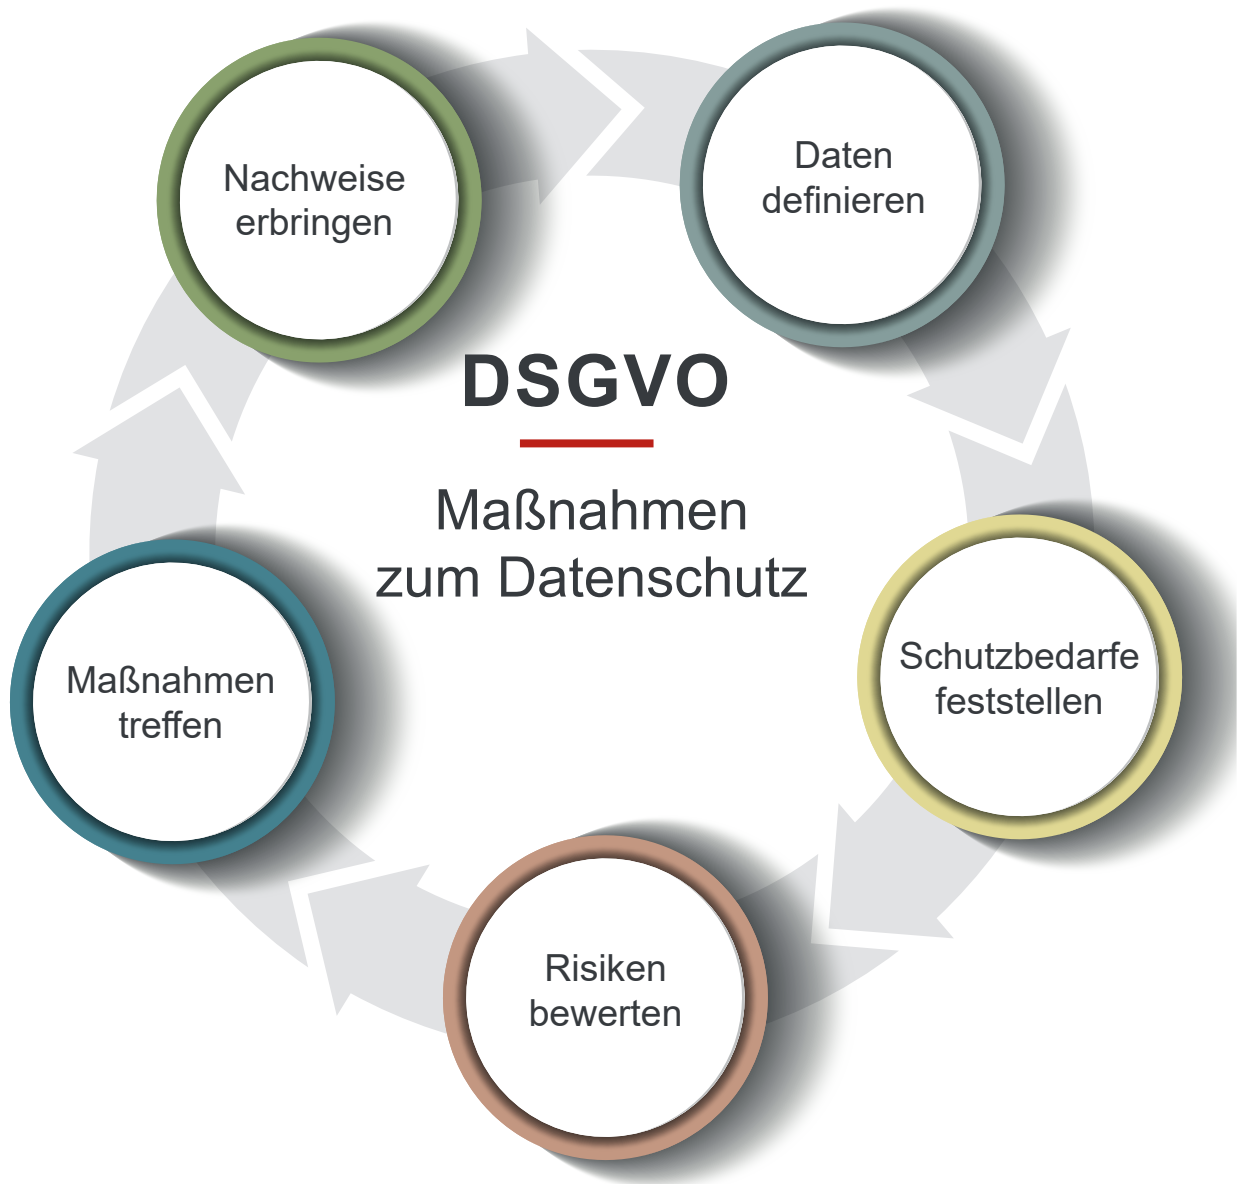 Nachweise
erbringen
Daten
definieren
DSGVO
Maßnahmen
zum Datenschutz
Schutzbedarfe
feststellen
Maßnahmen
treffen
Risiken
bewerten